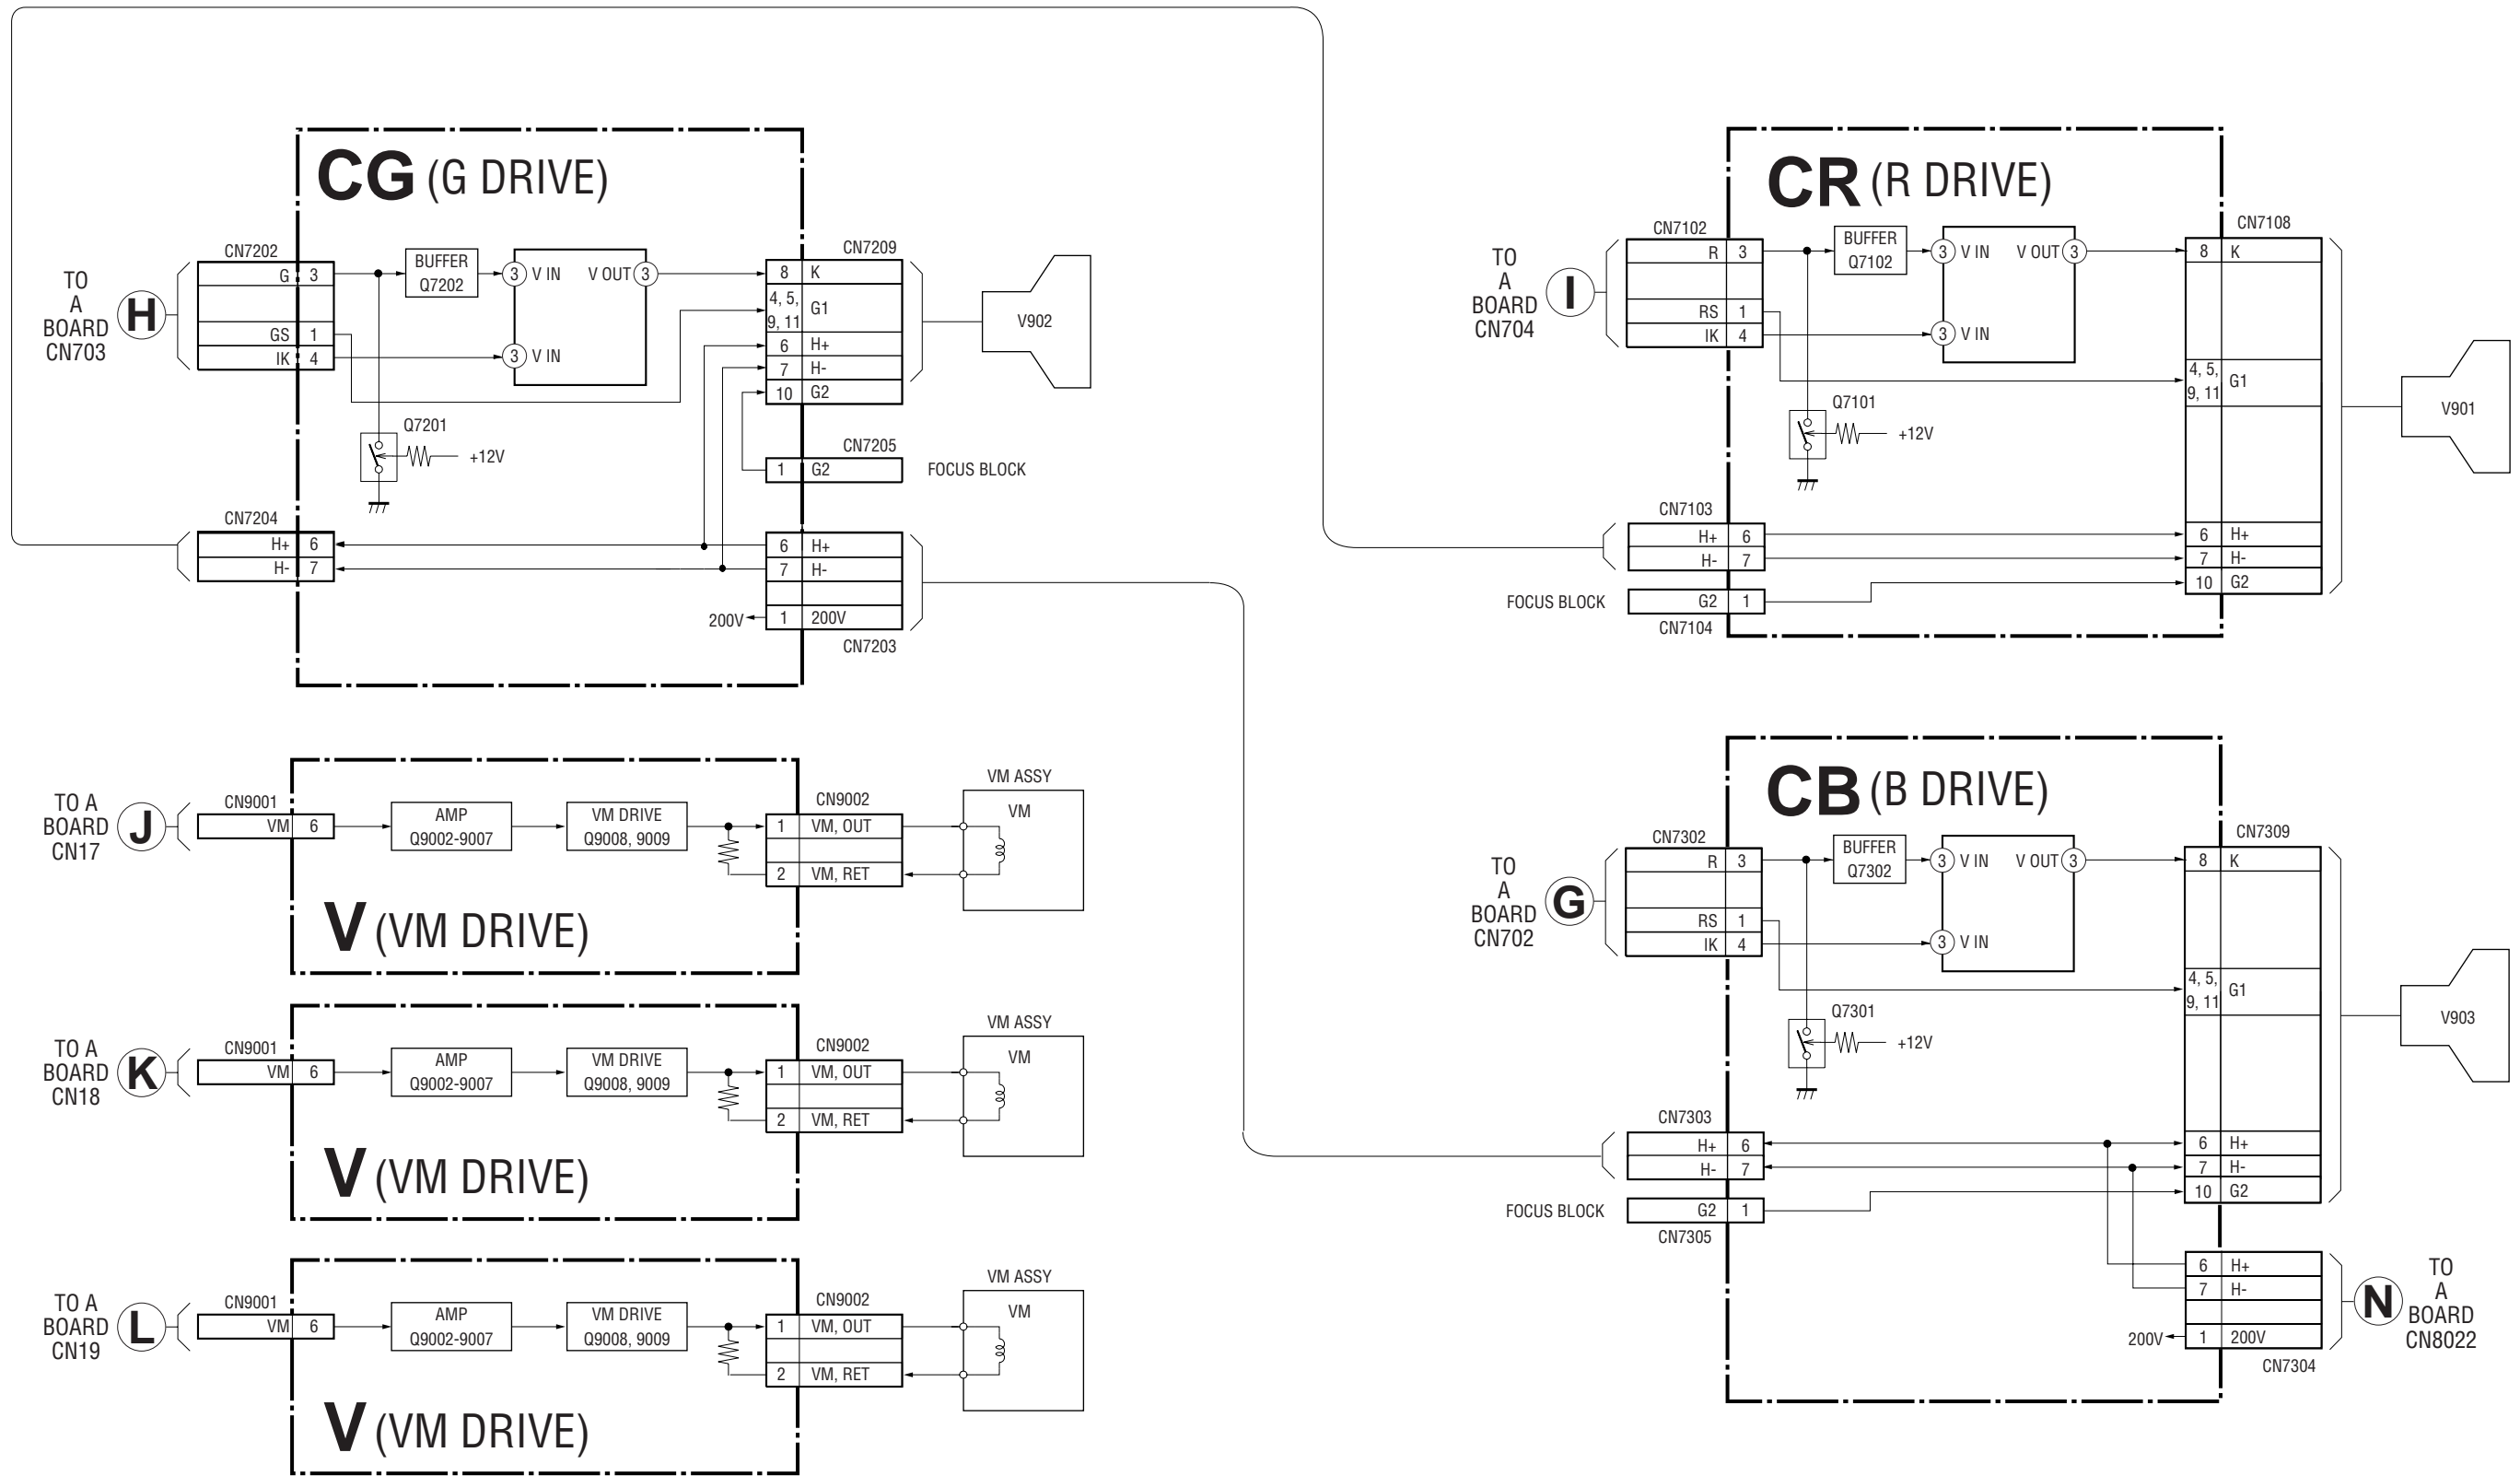 CG (G DRIVE)
TO
A
BOARD
CN703
H
CN7202
G 3
GS 1
IK 4
BUFFER
Q7202
3 V IN
V OUT 3
3 V IN
Q7201
+12V
CN7209
8 K
4, 5,
9, 11
G1
6 H+
7 H-
10 G2
V902
CN7205
1 G2
FOCUS BLOCK
CN7204
H+ 6
H- 7
6 H+
7 H-
200V
1 200V
CN7203
CR (R DRIVE)
TO
A
BOARD
CN704
I
CN7102
R 3
RS 1
IK 4
BUFFER
Q7102
3 V IN
V OUT 3
3 V IN
Q7101
+12V
CN7108
8 K
4, 5,
9, 11
G1
6 H+
7 H-
10 G2
V901
CN7103
H+ 6
H- 7
FOCUS BLOCK
G2 1
CN7104
TO A
BOARD
CN17
J
CN9001
VM 6
AMP
Q9002-9007
VM DRIVE
Q9008, 9009
CN9002
1 VM, OUT
2 VM, RET
VM ASSY
VM
V (VM DRIVE)
TO A
BOARD
CN18
K
CN9001
VM 6
AMP
Q9002-9007
VM DRIVE
Q9008, 9009
CN9002
1 VM, OUT
2 VM, RET
VM ASSY
VM
V (VM DRIVE)
TO A
BOARD
CN19
L
CN9001
VM 6
AMP
Q9002-9007
VM DRIVE
Q9008, 9009
CN9002
1 VM, OUT
2 VM, RET
VM ASSY
VM
V (VM DRIVE)
CB (B DRIVE)
TO
A
BOARD
CN702
G
CN7302
R 3
RS 1
IK 4
BUFFER
Q7302
3 V IN
V OUT 3
3 V IN
Q7301
+12V
CN7309
8 K
4, 5,
9, 11
G1
6 H+
7 H-
10 G2
V903
CN7303
H+ 6
H- 7
FOCUS BLOCK
G2 1
CN7305
6 H+
7 H-
200V
1 200V
CN7304
N
TO
A
BOARD
CN8022